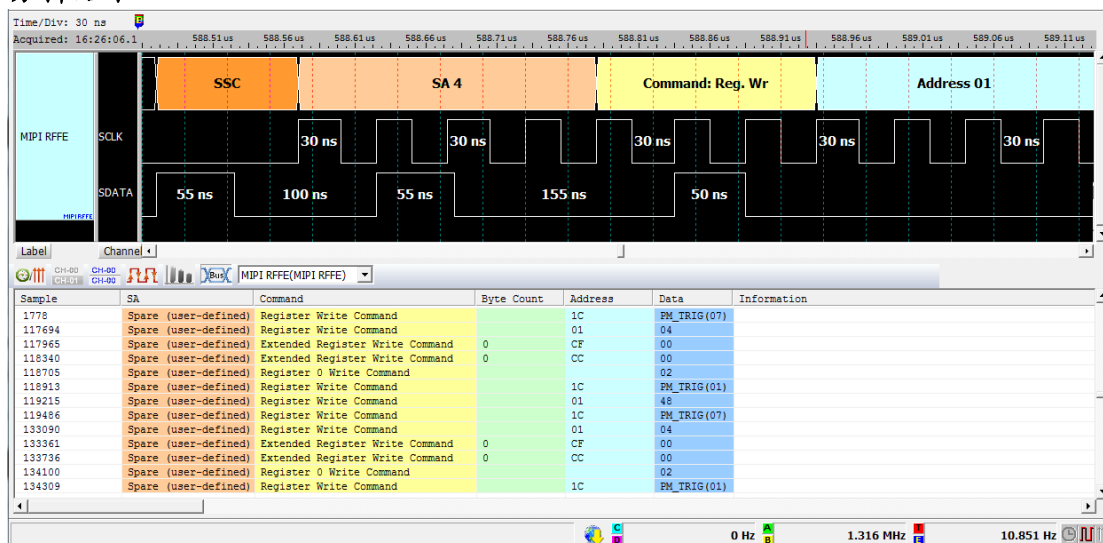 Time/Div: 30 ns
Acquired: 16:26:06.1 588.51 us 588.56 us 588.61 us 588.66 us 588.71 us 588.76 us 588.81 us 588.86 us 588.91 us 588.96 us 589.01 us 589.06 us 589.11 us
SSC SA 4 Command: Reg. Wr Address 01
MIPI RFFE SCLK 30 ns 30 ns 30 ns 30 ns 30 ns
SDATA 55 ns 100 ns 55 ns 155 ns 50 ns
MIPI RFFE
Label Channel
CH-00 CH-01 CH-00 CH-00 Bus MIPI RFFE(MIPI RFFE)
Sample SA Command Byte Count Address Data Information
1778 Spare (user-defined) Register Write Command 1C PM_TRIG(07)
117694 Spare (user-defined) Register Write Command 01 04
117965 Spare (user-defined) Extended Register Write Command 0 CF 00
118340 Spare (user-defined) Extended Register Write Command 0 CC 00
118705 Spare (user-defined) Register 0 Write Command 02
118913 Spare (user-defined) Register Write Command 1C PM_TRIG(01)
119215 Spare (user-defined) Register Write Command 01 48
119486 Spare (user-defined) Register Write Command 1C PM_TRIG(07)
133090 Spare (user-defined) Register Write Command 01 04
133361 Spare (user-defined) Extended Register Write Command 0 CF 00
133736 Spare (user-defined) Extended Register Write Command 0 CC 00
134100 Spare (user-defined) Register 0 Write Command 02
134309 Spare (user-defined) Register Write Command 1C PM_TRIG(01)
C D 0 Hz A B 1.316 MHz T E 10.851 Hz